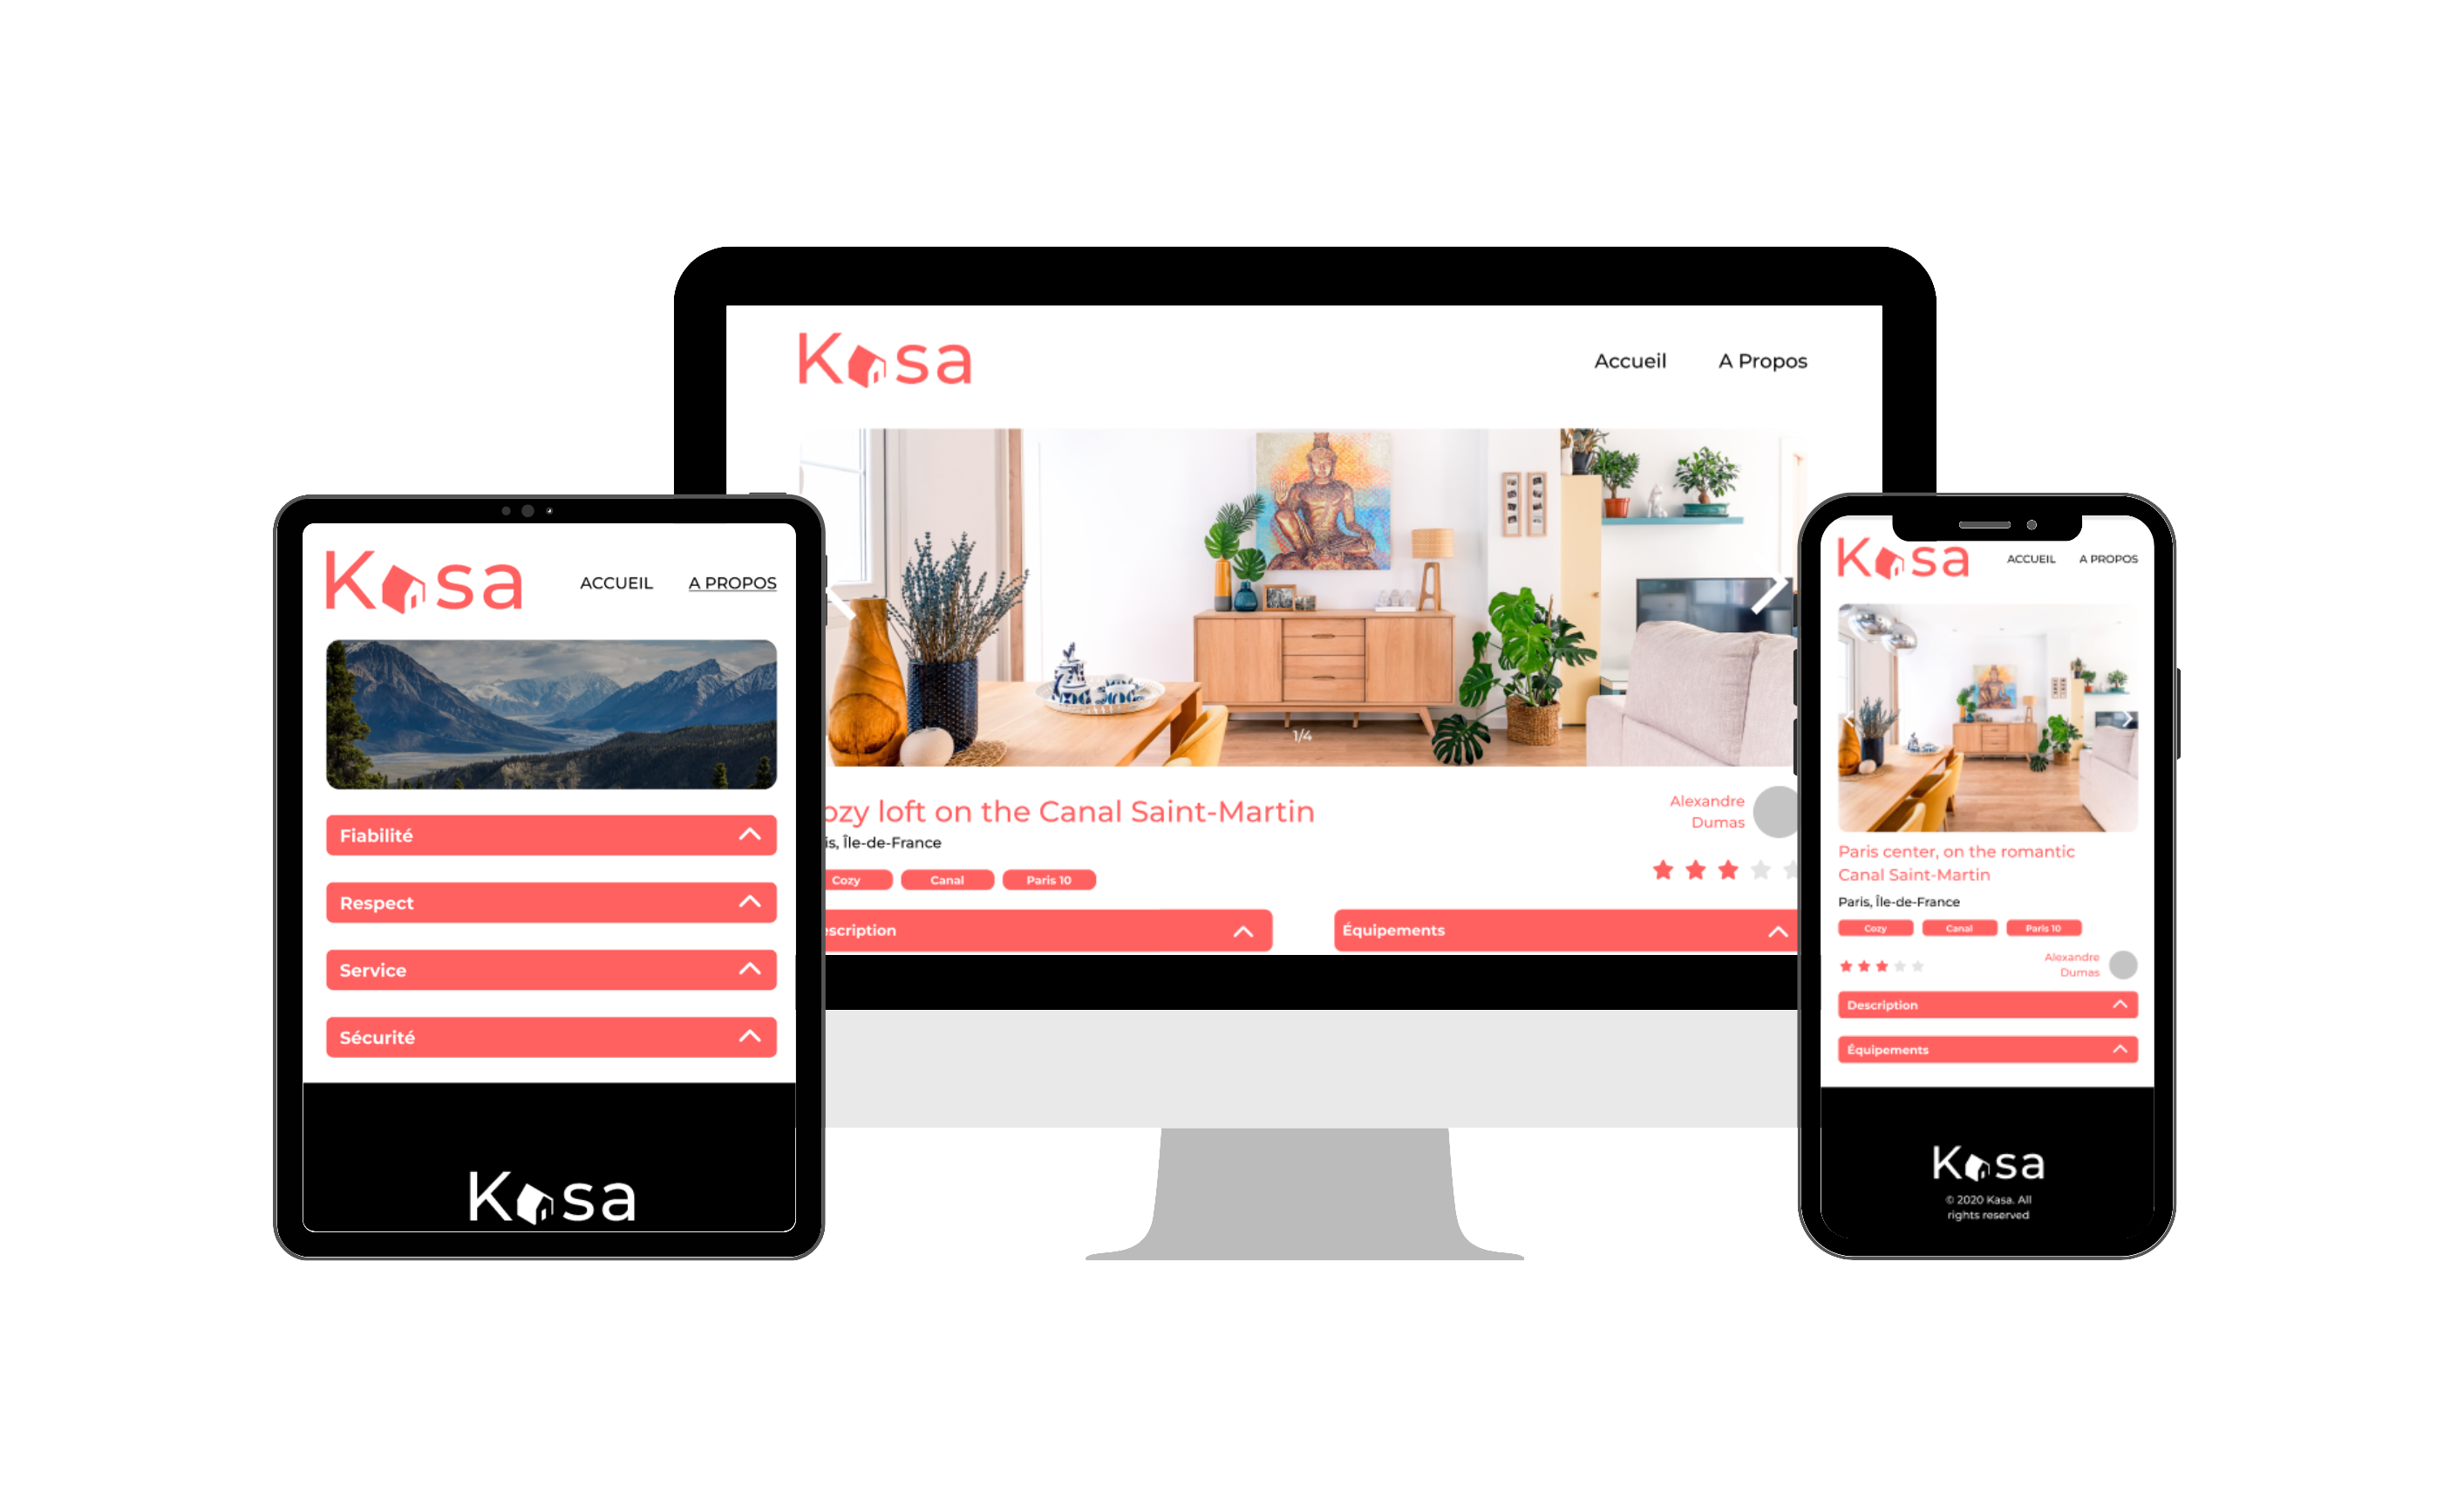 Kasa
Accueil A Propos
1/4
ozy loft on the Canal Saint-Martin
is, Île-de-France
Cozy Canal Paris 10
Alexandre
Dumas
scription
Équipements
Kasa
ACCUEIL A PROPOS
Fiabilité
Respect
Service
Sécurité
Kasa
Kasa
ACCUEIL A PROPOS
Paris center, on the romantic
Canal Saint-Martin
Paris, Île-de-France
Cozy Canal Paris 10
Alexandre
Dumas
Description
Équipements
Kasa
© 2020 Kasa. All
rights reserved